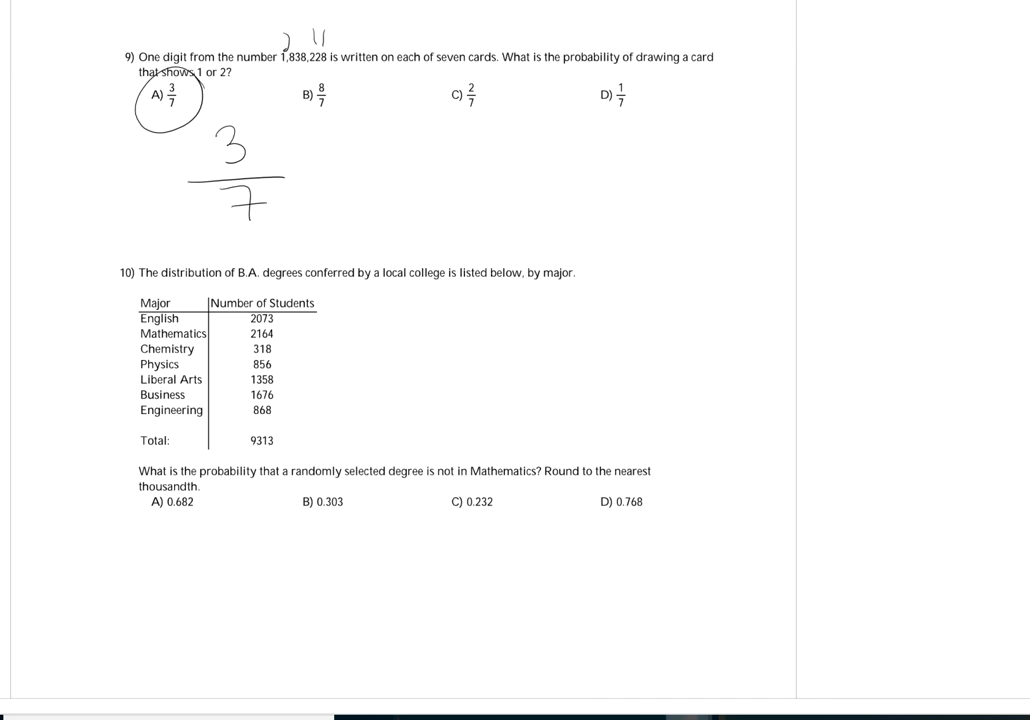 2 11
9) One digit from the number 1,838,228 is written on each of seven cards. What is the probability of drawing a card
that shows 1 or 2?
A) 3/7 B) 8/7 C) 2/7 D) 1/7
3
7
10) The distribution of B.A. degrees conferred by a local college is listed below, by major.
Major Number of Students
English 2073
Mathematics 2164
Chemistry 318
Physics 856
Liberal Arts 1358
Business 1676
Engineering 868
Total: 9313
What is the probability that a randomly selected degree is not in Mathematics? Round to the nearest
thousandth.
A) 0.682 B) 0.303 C) 0.232 D) 0.768